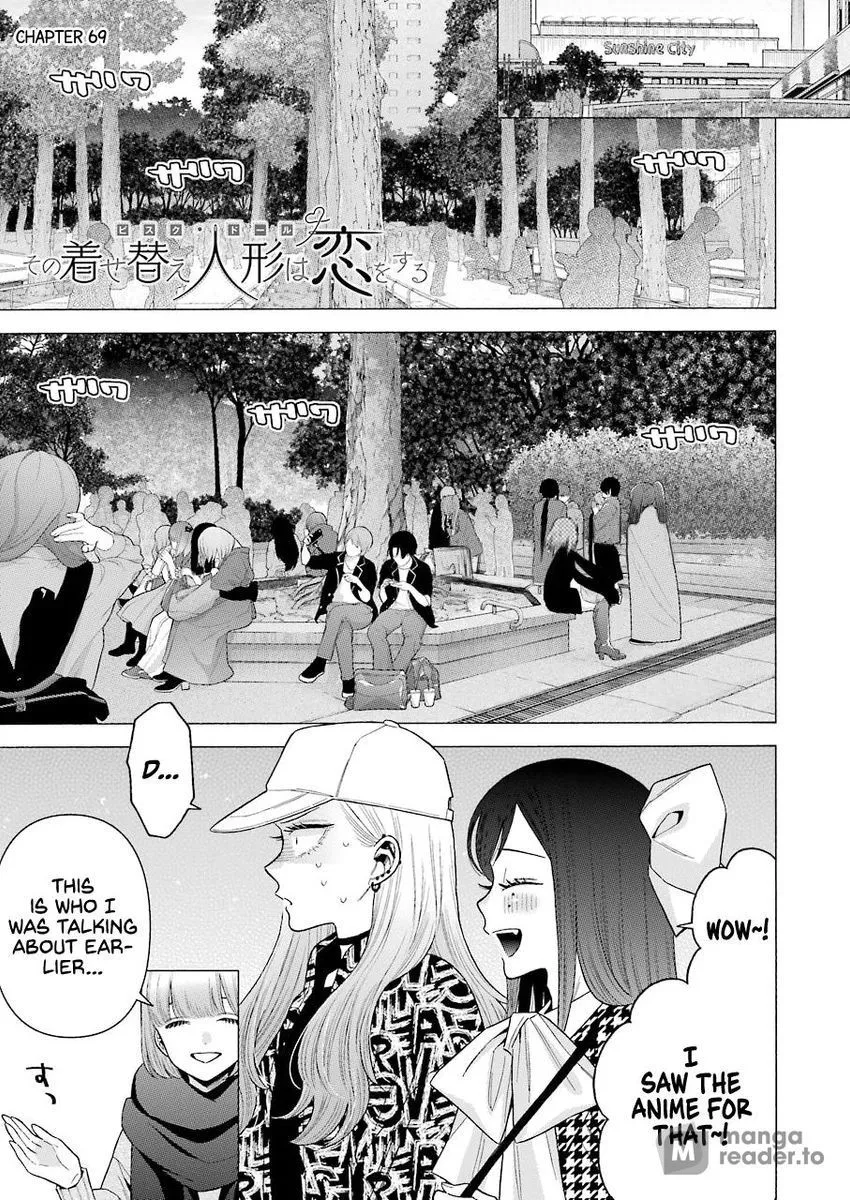 CHAPTER 69
Sunshine City
ザワ
ザワ
ザワ
ビスク・ドール
その着せ替え人形は恋をする
ザワ
ザワ
ザワ
WOW~!
I
SAW THE
ANIME FOR
THAT~!
D...
THIS
IS WHO I
WAS TALKING
ABOUT EAR-
LIER...
すっ
manga
reader.to